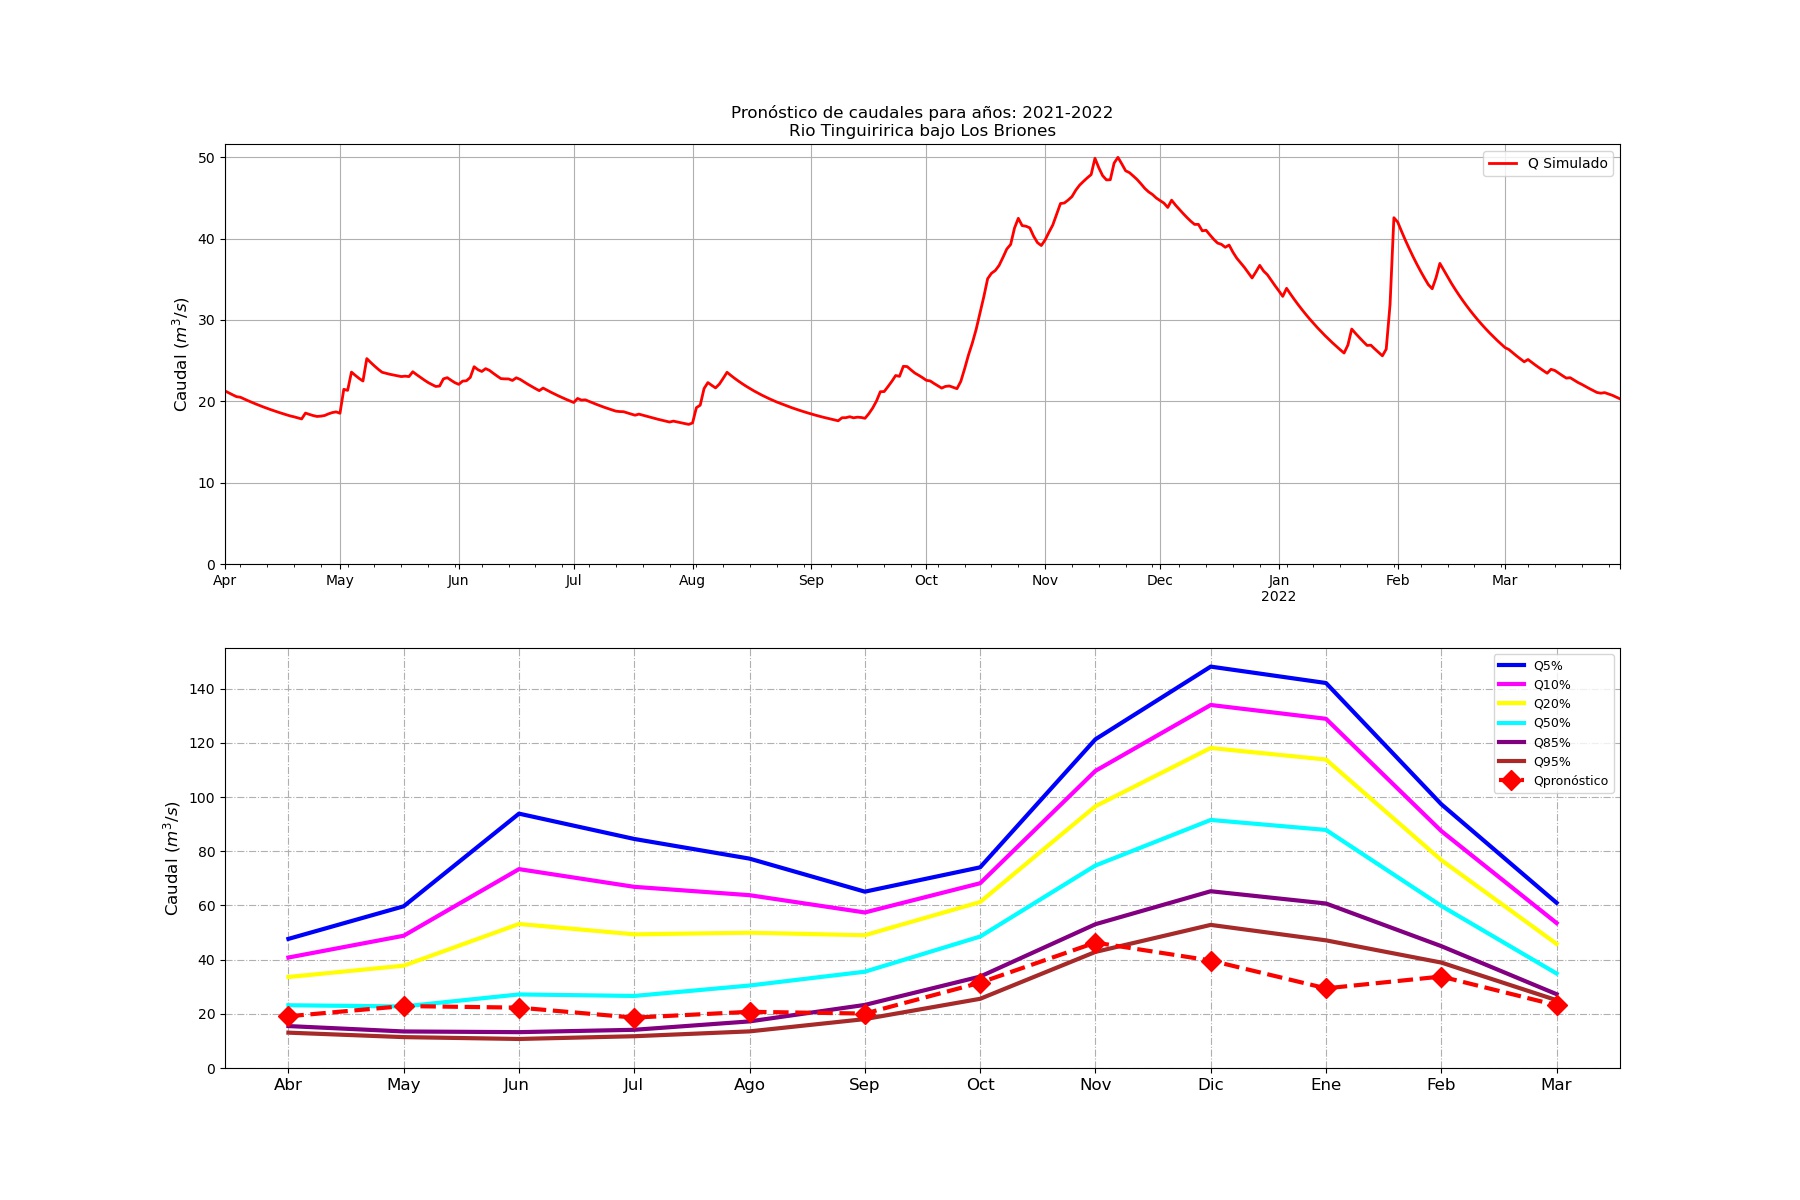 Pronóstico de caudales para años: 2021-2022
Rio Tinguiririca bajo Los Briones
Caudal (m³/s)
50
40
30
20
10
0
Q Simulado
Apr May Jun Jul Aug Sep Oct Nov Dec Jan Feb Mar
2022
Caudal (m³/s)
140
120
100
80
60
40
20
0
Q5%
Q10%
Q20%
Q50%
Q85%
Q95%
Qpronóstico
Abr May Jun Jul Ago Sep Oct Nov Dic Ene Feb Mar